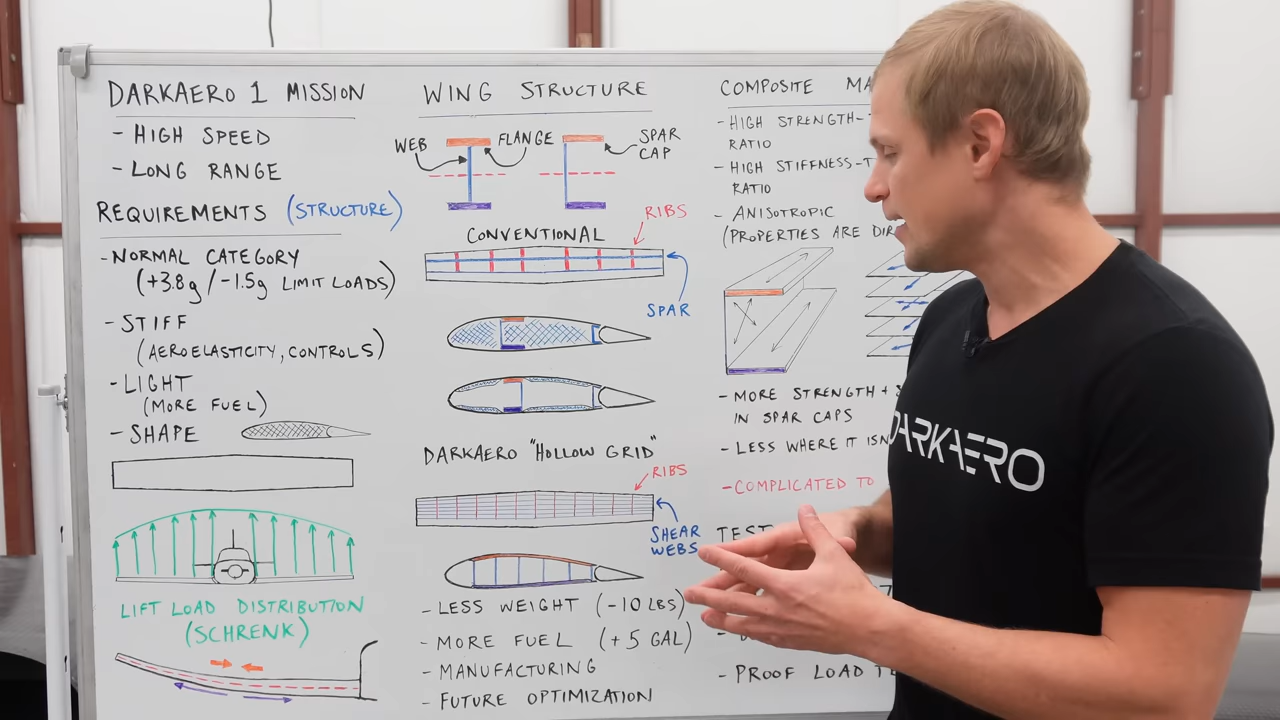 DARKAERO 1 MISSION
- HIGH SPEED
- LONG RANGE
REQUIREMENTS (STRUCTURE)
- NORMAL CATEGORY
(+3.8g / -1.5g LIMIT LOADS)
- STIFF
(AEROELASTICITY, CONTROLS)
- LIGHT
(MORE FUEL)
- SHAPE
LIFT LOAD DISTRIBUTION
(SCHRENK)
WING STRUCTURE
WEB
FLANGE
SPAR
CAP
CONVENTIONAL
RIBS
SPAR
DARKAERO "HOLLOW GRID"
RIBS
SHEAR
WEBS
- LESS WEIGHT (-10 LBS)
- MORE FUEL (+5 GAL)
- MANUFACTURING
- FUTURE OPTIMIZATION
COMPOSITE
- HIGH STRENGTH-
RATIO
- HIGH STIFFNESS-
RATIO
- ANISOTROPIC
(PROPERTIES ARE
- MORE STRENGTH +
IN SPAR CAPS
- LESS WHERE IT
- COMPLICATED TO
- PROOF LOAD
DARKAERO